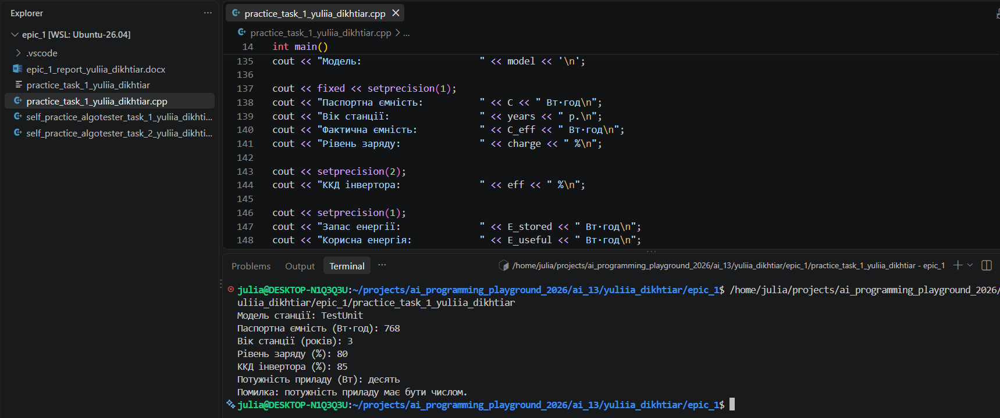 Explorer
epic_1 [WSL: Ubuntu-26.04]
.vscode
epic_1_report_yuliia_dikhtiar.docx
practice_task_1_yuliia_dikhtiar
practice_task_1_yuliia_dikhtiar.cpp
self_practice_algotester_task_1_yuliia_dikhti...
self_practice_algotester_task_2_yuliia_dikhti...
practice_task_1_yuliia_dikhtiar.cpp
practice_task_1_yuliia_dikhtiar.cpp > ...
14 int main()
135 cout << "Модель:                     " << model << '\n';
136
137 cout << fixed << setprecision(1);
138 cout << "Паспортна ємність:          " << C << " Вт·год\n";
139 cout << "Вік станції:                " << years << " р.\n";
140 cout << "Фактична ємність:           " << C_eff << " Вт·год\n";
141 cout << "Рівень заряду:              " << charge << " %\n";
142
143 cout << setprecision(2);
144 cout << "ККД інвертора:              " << eff << " %\n";
145
146 cout << setprecision(1);
147 cout << "Запас енергії:              " << E_stored << " Вт·год\n";
148 cout << "Корисна енергія:            " << E_useful << " Вт·год\n";
Problems Output Terminal ··· /home/julia/projects/ai_programming_playground_2026/ai_13/yuliia_dikhtiar/epic_1/practice_task_1_yuliia_dikhtiar - epic_1
julia@DESKTOP-N1Q3Q3U:~/projects/ai_programming_playground_2026/ai_13/yuliia_dikhtiar/epic_1$ /home/julia/projects/ai_programming_playground_2026/
uliia_dikhtiar/epic_1/practice_task_1_yuliia_dikhtiar
Модель станції: TestUnit
Паспортна ємність (Вт·год): 768
Вік станції (років): 3
Рівень заряду (%): 80
ККД інвертора (%): 85
Потужність приладу (Вт): десять
Помилка: потужність приладу має бути числом.
julia@DESKTOP-N1Q3Q3U:~/projects/ai_programming_playground_2026/ai_13/yuliia_dikhtiar/epic_1$